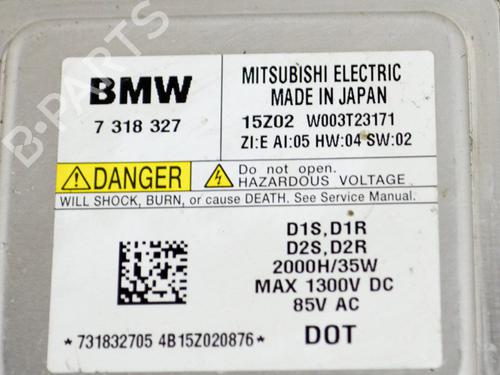 BMW
7 318 327
MITSUBISHI ELECTRIC
MADE IN JAPAN
15Z02 W003T23171
ZI:E AI:05 HW:04 SW:02
DANGER
Do not open.
HAZARDOUS VOLTAGE.
WILL SHOCK, BURN, or cause DEATH. See Service Manual.
D1S,D1R
D2S,D2R
2000H/35W
MAX 1300V DC
85V AC
DOT
*731832705 4B15Z020876*